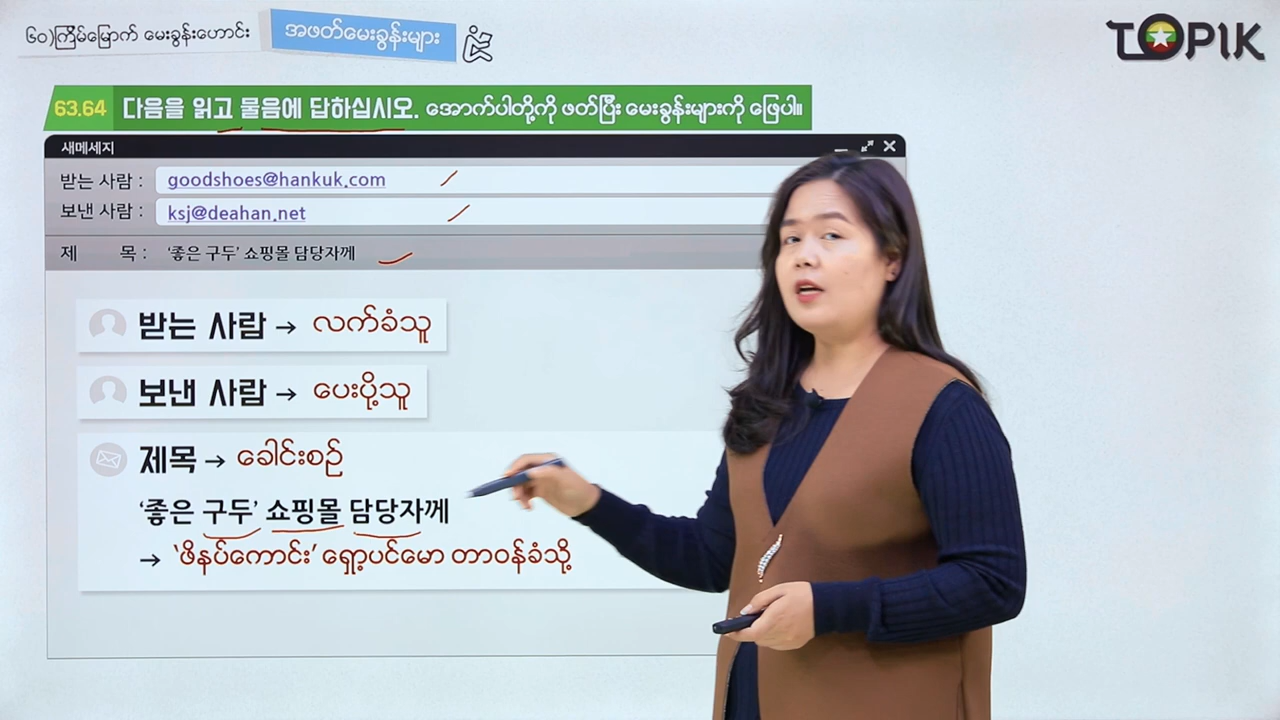 ၆၀)ကြိမ်မြောက် မေးခွန်းဟောင်း
အဖတ်မေးခွန်းများ
TOPIK
63.64 다음을 읽고 물음에 답하십시오. အောက်ပါတို့ကို ဖတ်ပြီး မေးခွန်းများကို ဖြေပါ။
새메세지
받는 사람 : goodshoes@hankuk.com
보낸 사람 : ksj@deahan.net
제 목 : ‘좋은 구두’ 쇼핑몰 담당자께
받는 사람 → လက်ခံသူ
보낸 사람 → ပေးပို့သူ
제목 → ခေါင်းစဉ်
‘좋은 구두’ 쇼핑몰 담당자께
→ ‘ဖိနပ်ကောင်း’ ရှော့ပင်မော တာဝန်ခံသို့